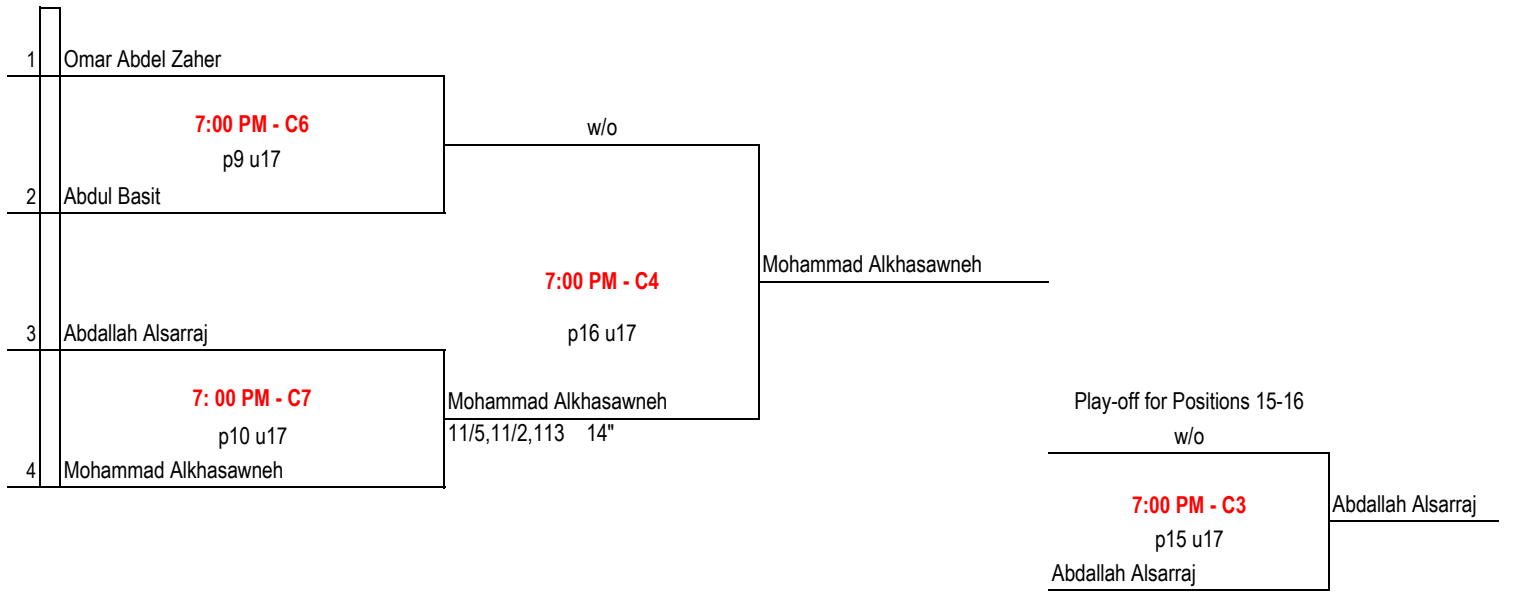 1 Omar Abdel Zaher
7:00 PM - C6
w/o
p9 u17
2 Abdul Basit
Mohammad Alkhasawneh
7:00 PM - C4
3 Abdallah Alsarraj
p16 u17
7: 00 PM - C7
Mohammad Alkhasawneh
Play-off for Positions 15-16
p10 u17
11/5,11/2,113 14"
w/o
4 Mohammad Alkhasawneh
7:00 PM - C3
Abdallah Alsarraj
p15 u17
Abdallah Alsarraj